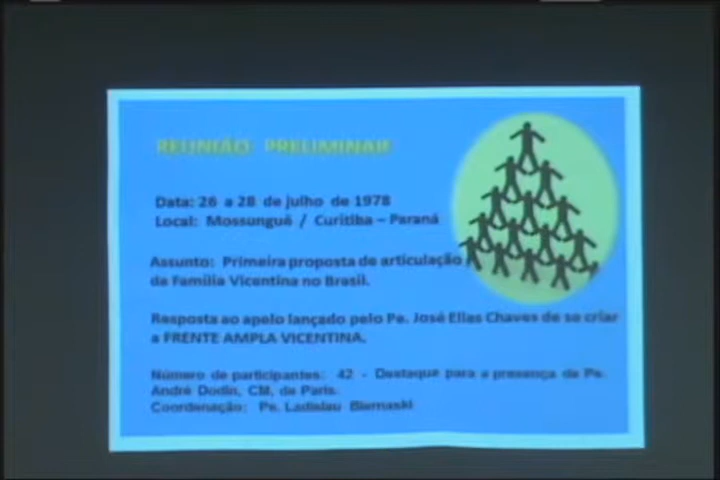 REUNIÃO PRELIMINAR
Data: 26 a 28 de julho de 1978
Local: Mossunguê / Curitiba – Paraná
Assunto: Primeira proposta de articulação
da Família Vicentina no Brasil.
Resposta ao apelo lançado pelo Pe. José Elias Chaves de se criar
a FRENTE AMPLA VICENTINA.
Número de participantes: 42 - Destaque para a presença de Pe.
André Dodin, CM, de Paris.
Coordenação: Pe. Ladislau Biernaski